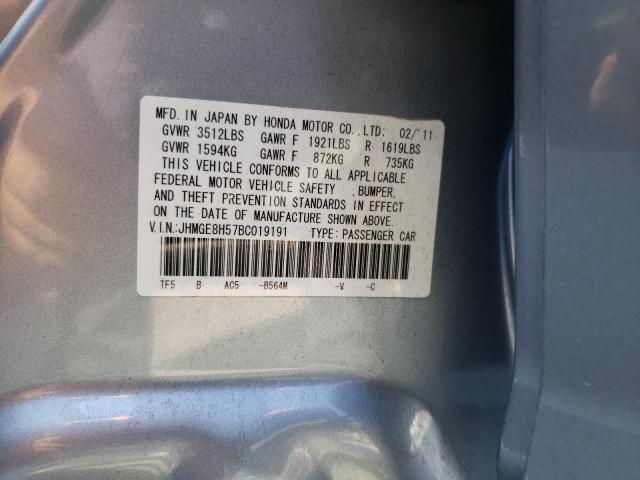 MFD. IN JAPAN BY HONDA MOTOR CO.,LTD: 02/'11
GVWR 3512LBS GAWR F 1921LBS R 1619LBS
GVWR 1594KG GAWR F 872KG R 735KG
THIS VEHICLE CONFORMS TO ALL APPLICABLE
FEDERAL MOTOR VEHICLE SAFETY ,BUMPER,
AND THEFT PREVENTION STANDARDS IN EFFECT
ON THE DATE OF MANUFACTURE SHOWN ABOVE.
V.I.N.:JHMGE8H57BC019191 TYPE: PASSENGER CAR
TF5 B AC5 -B564M -V -C